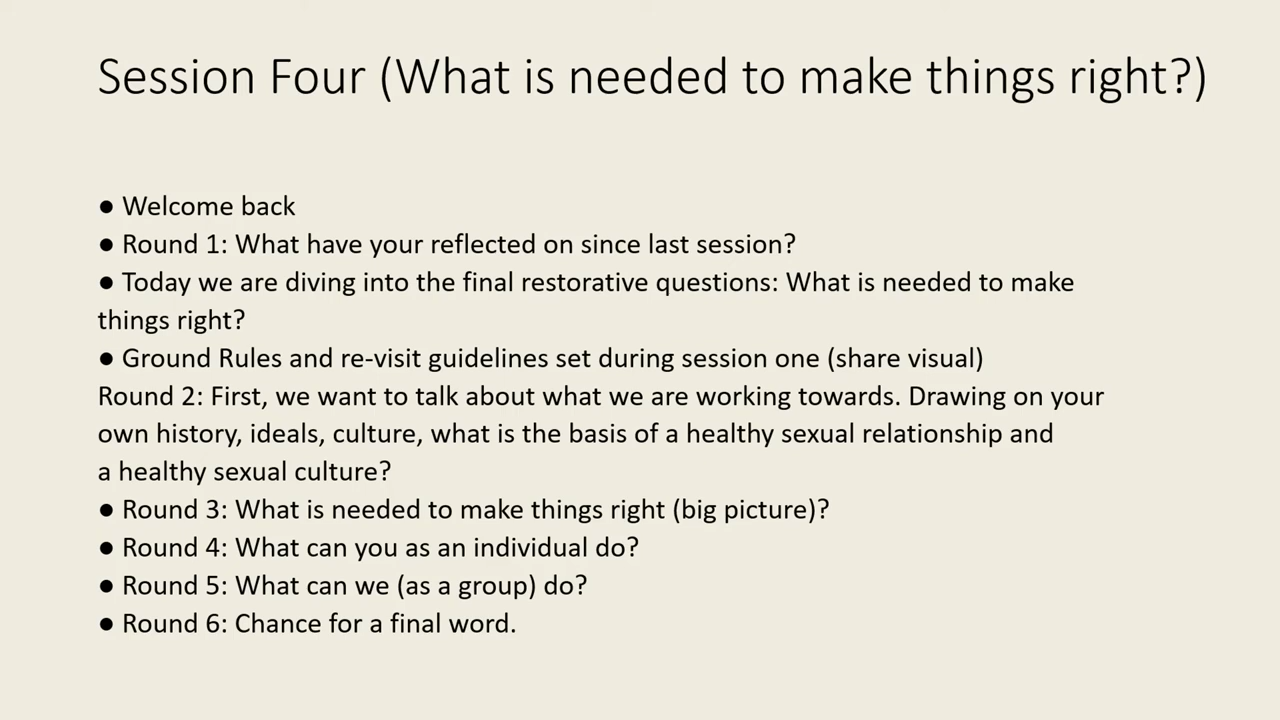 Session Four (What is needed to make things right?)
● Welcome back
● Round 1: What have your reflected on since last session?
● Today we are diving into the final restorative questions: What is needed to make
things right?
● Ground Rules and re-visit guidelines set during session one (share visual)
Round 2: First, we want to talk about what we are working towards. Drawing on your
own history, ideals, culture, what is the basis of a healthy sexual relationship and
a healthy sexual culture?
● Round 3: What is needed to make things right (big picture)?
● Round 4: What can you as an individual do?
● Round 5: What can we (as a group) do?
● Round 6: Chance for a final word.